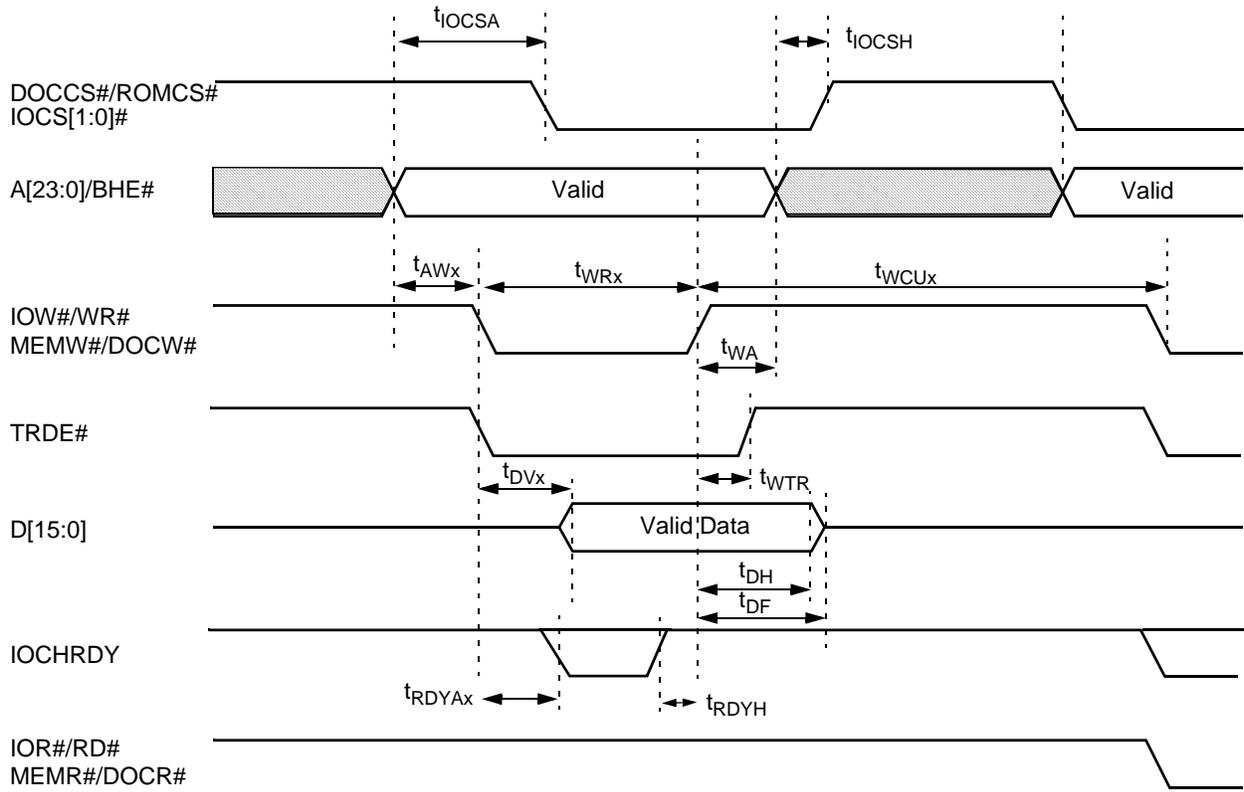 tIOCSA
tIOCSH
DOCCS#/ROMCS#
IOCS[1:0]#
A[23:0]/BHE#
Valid
Valid
tAWx
tWRx
tWCUx
IOW#/WR#
MEMW#/DOCW#
tWA
TRDE#
tDVx
tWTR
D[15:0]
Valid Data
tDH
tDF
IOCHRDY
tRDYAx
tRDYH
IOR#/RD#
MEMR#/DOCR#